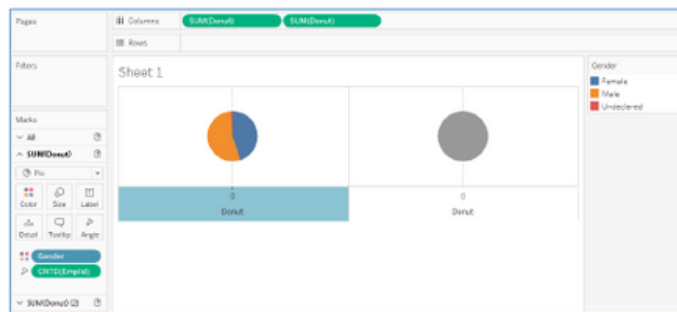 Pages
Columns SUM(Donut) SUM(Donut)
Rows
Filters
Sheet 1
Gender
Female
Male
Undeclared
Marks
All
SUM(Donut)
Pie
Color Size Label
Detail Tooltip Angle
Gender
CNTD(Emplid)
SUM(Donut) (2)
0 0
Donut Donut